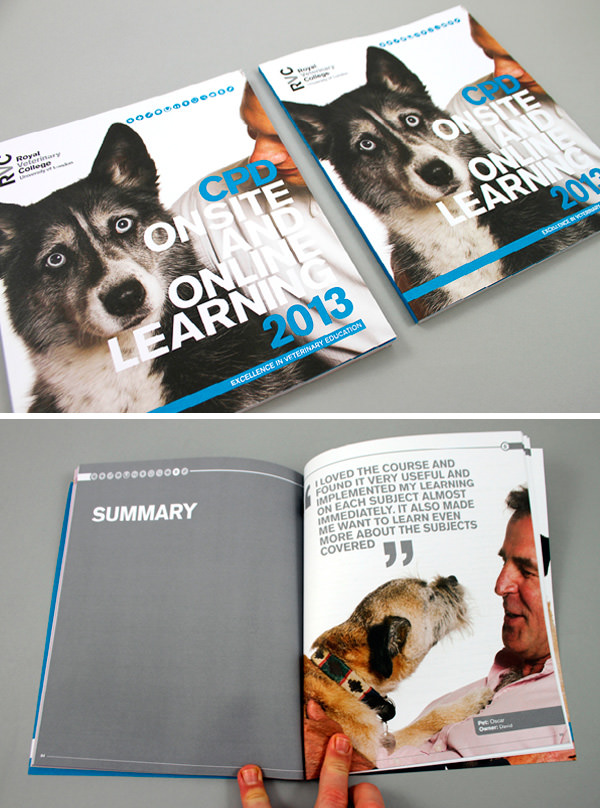 RVC
Royal
Veterinary
College
University of London
CPD
ONSITE
AND
ONLINE
LEARNING
2013
EXCELLENCE IN VETERINARY EDUCATION
RVC
Royal
Veterinary
College
University of London
CPD
ONSITE
AND
ONLINE
LEARNING
2013
EXCELLENCE IN VETERINARY
SUMMARY
I LOVED THE COURSE AND
FOUND IT VERY USEFUL AND
IMPLEMENTED MY LEARNING
ON EACH SUBJECT ALMOST
IMMEDIATELY. IT ALSO MADE
ME WANT TO LEARN EVEN
MORE ABOUT THE SUBJECTS
COVERED ”
Pet: Oscar
Owner: David